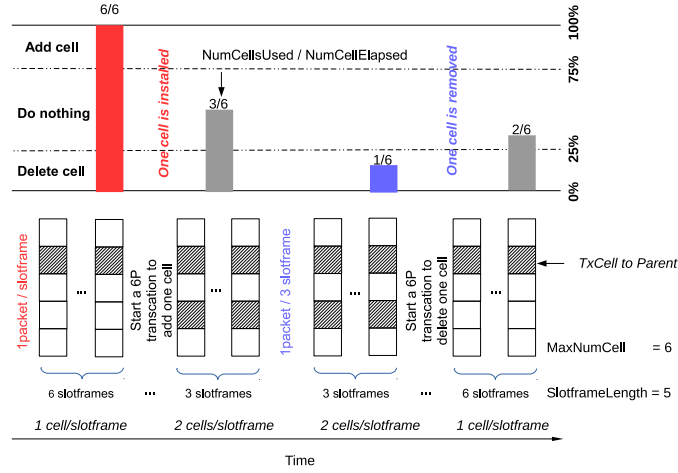 6/6
100%
Add cell
75%
One cell is installed
NumCellsUsed / NumCellElapsed
One cell is removed
Do nothing
3/6
2/6
25%
1/6
Delete cell
0%
1packet / slotframe
...
Start a 6P
transcation to
add one cell
...
1packet / 3 slotframe
...
Start a 6P
transcation to
delete one cell
...
TxCell to Parent
MaxNumCell = 6
6 slotframes
...
3 slotframes
3 slotframes
...
6 slotframes
SlotframeLength = 5
1 cell/slotframe
2 cells/slotframe
2 cell/slotframe
1 cell/slotframe
Time